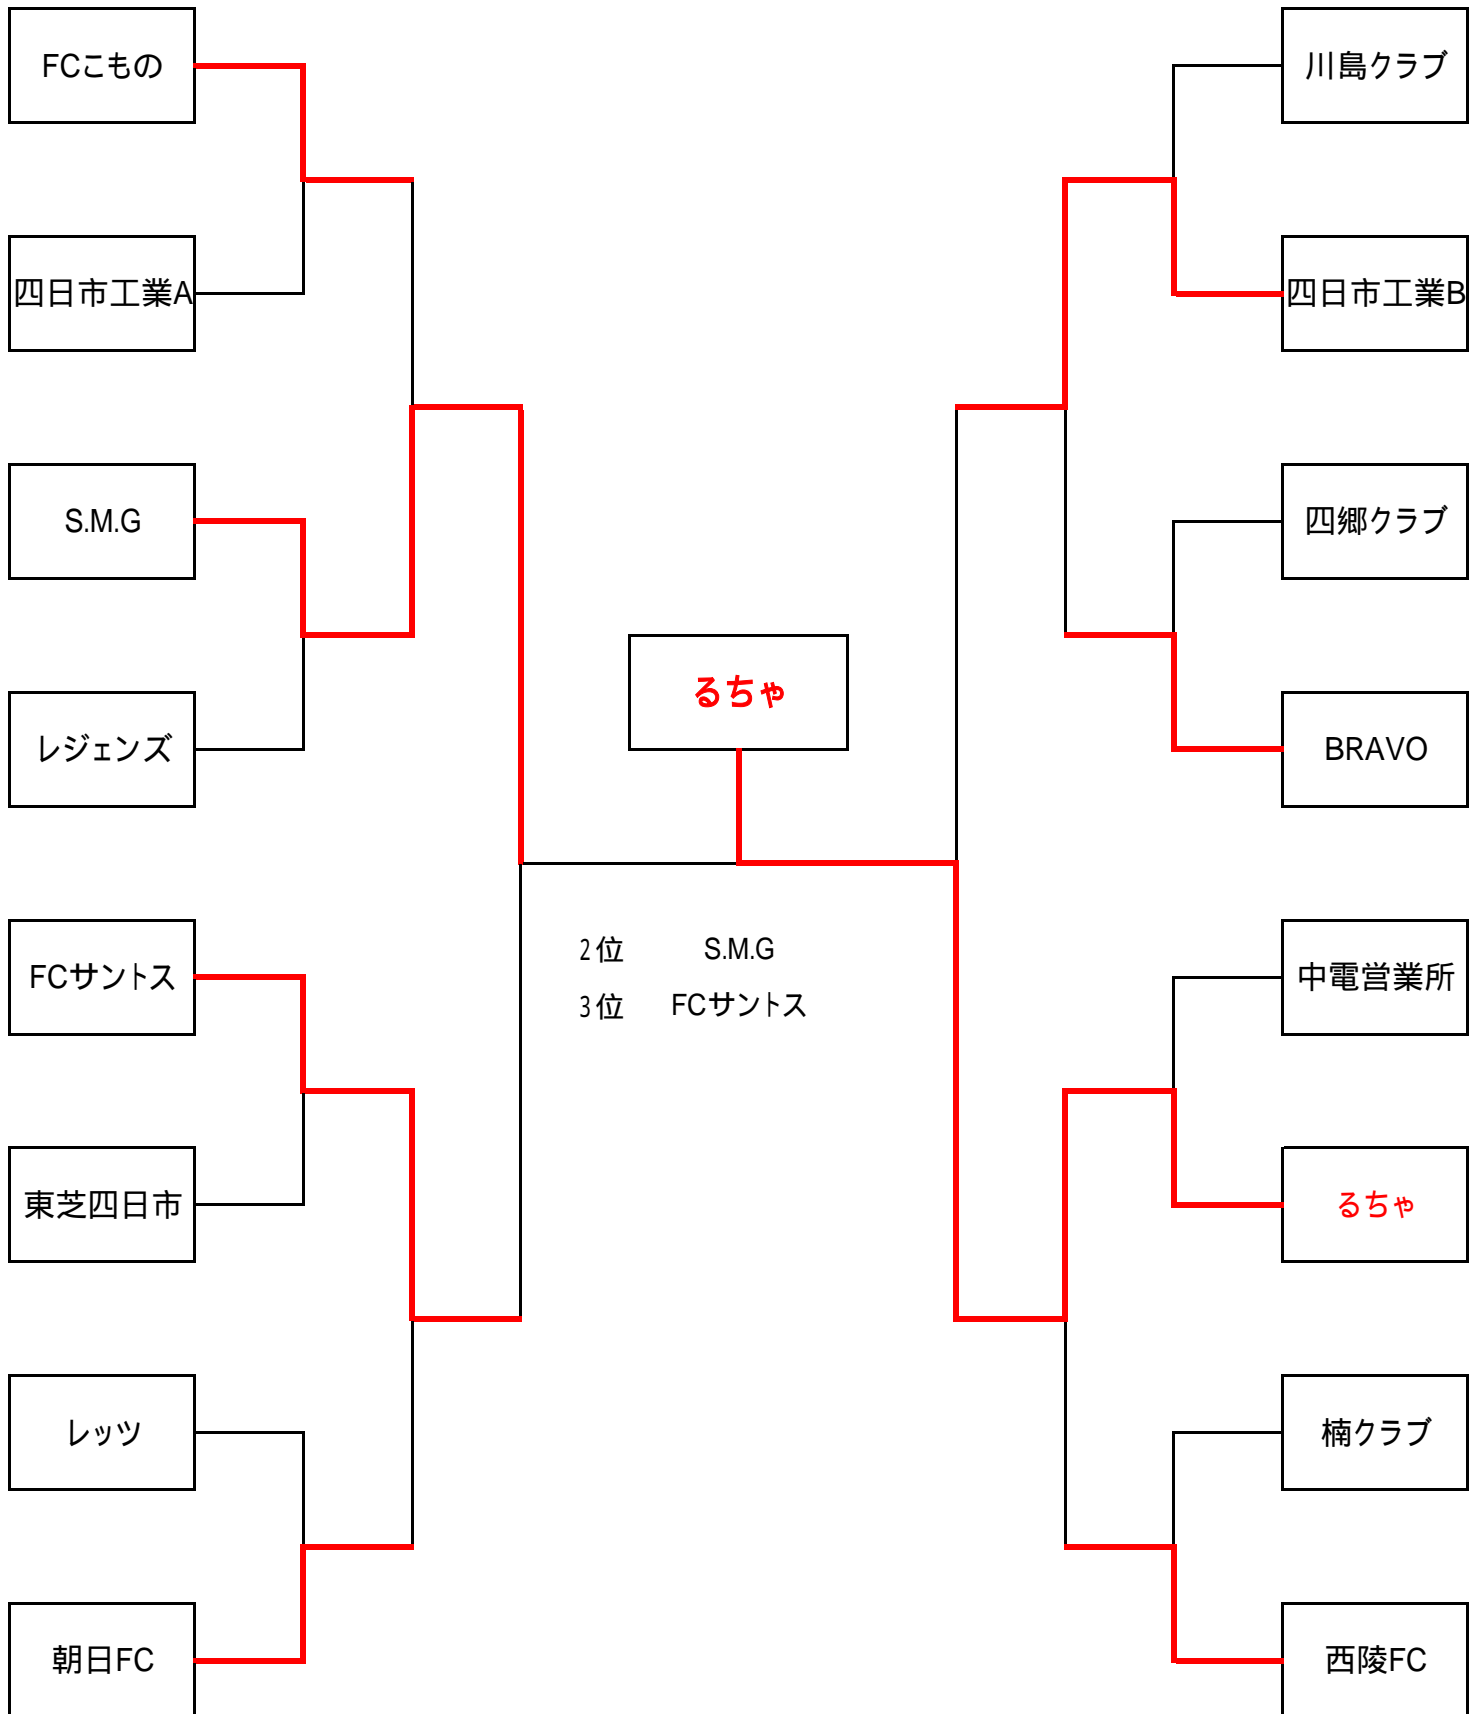 FCこもの
四日市工業A
S.M.G
レジェンズ
FCサントス
東芝四日市
レッツ
朝日FC
るちゃ
2位 S.M.G
3位 FCサントス
川島クラブ
四日市工業B
四郷クラブ
BRAVO
中電営業所
るちゃ
楠クラブ
西陵FC